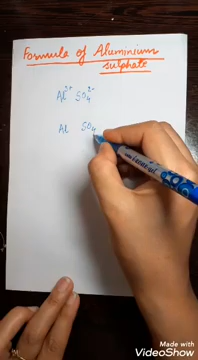 Formula of Aluminium
sulphate
Al³⁺ SO₄²⁻
Al SO₄
Made with
VideoShow